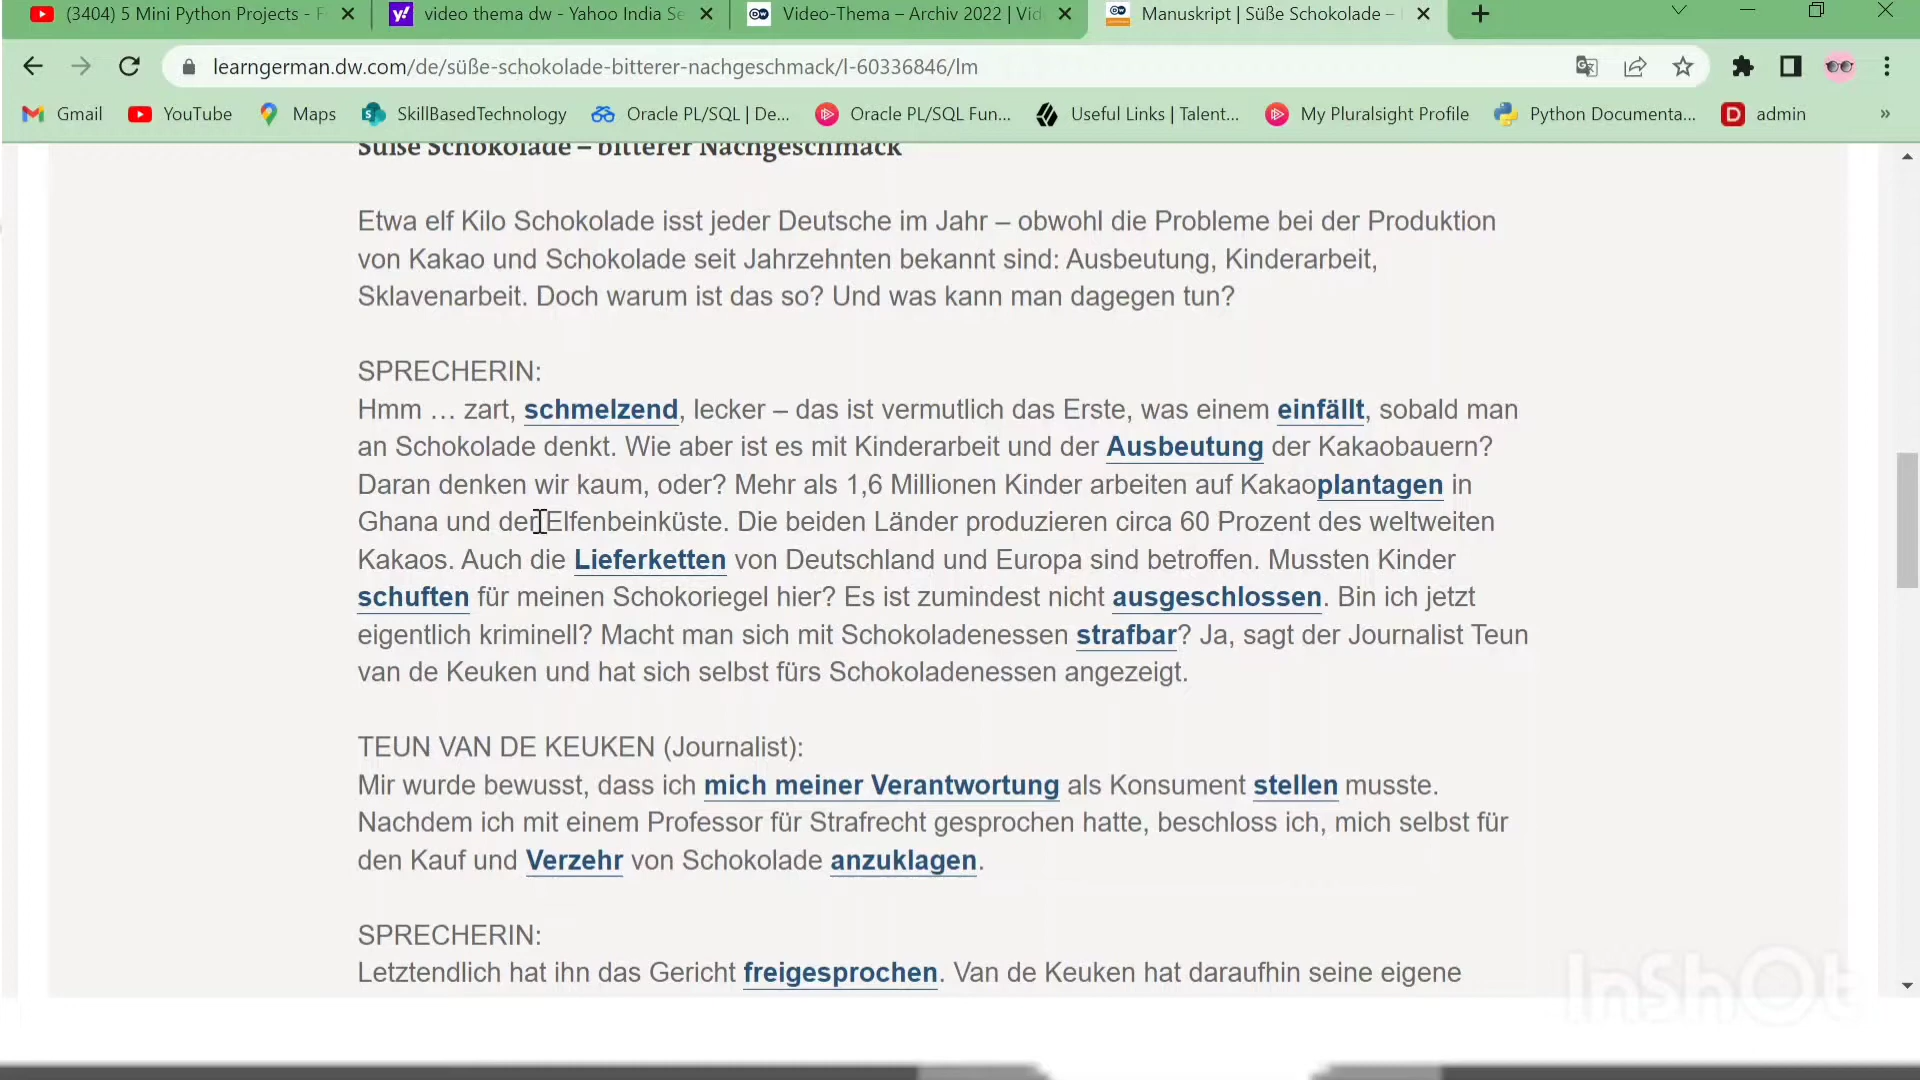 (3404) 5 Mini Python Projects - F
video thema dw - Yahoo India Se
Video-Thema – Archiv 2022 | Vid
Manuskript | Süße Schokolade –
learngerman.dw.com/de/süße-schokolade-bitterer-nachgeschmack/l-60336846/lm
Gmail YouTube Maps SkillBasedTechnology Oracle PL/SQL | De... Oracle PL/SQL Fun... Useful Links | Talent... My Pluralsight Profile Python Documenta... admin »
Süße Schokolade – bitterer Nachgeschmack
Etwa elf Kilo Schokolade isst jeder Deutsche im Jahr – obwohl die Probleme bei der Produktion
von Kakao und Schokolade seit Jahrzehnten bekannt sind: Ausbeutung, Kinderarbeit,
Sklavenarbeit. Doch warum ist das so? Und was kann man dagegen tun?
SPRECHERIN:
Hmm … zart, schmelzend, lecker – das ist vermutlich das Erste, was einem einfällt, sobald man
an Schokolade denkt. Wie aber ist es mit Kinderarbeit und der Ausbeutung der Kakaobauern?
Daran denken wir kaum, oder? Mehr als 1,6 Millionen Kinder arbeiten auf Kakaoplantagen in
Ghana und der Elfenbeinküste. Die beiden Länder produzieren circa 60 Prozent des weltweiten
Kakaos. Auch die Lieferketten von Deutschland und Europa sind betroffen. Mussten Kinder
schuften für meinen Schokoriegel hier? Es ist zumindest nicht ausgeschlossen. Bin ich jetzt
eigentlich kriminell? Macht man sich mit Schokoladenessen strafbar? Ja, sagt der Journalist Teun
van de Keuken und hat sich selbst fürs Schokoladenessen angezeigt.
TEUN VAN DE KEUKEN (Journalist):
Mir wurde bewusst, dass ich mich meiner Verantwortung als Konsument stellen musste.
Nachdem ich mit einem Professor für Strafrecht gesprochen hatte, beschloss ich, mich selbst für
den Kauf und Verzehr von Schokolade anzuklagen.
SPRECHERIN:
Letztendlich hat ihn das Gericht freigesprochen. Van de Keuken hat daraufhin seine eigene
InShOt